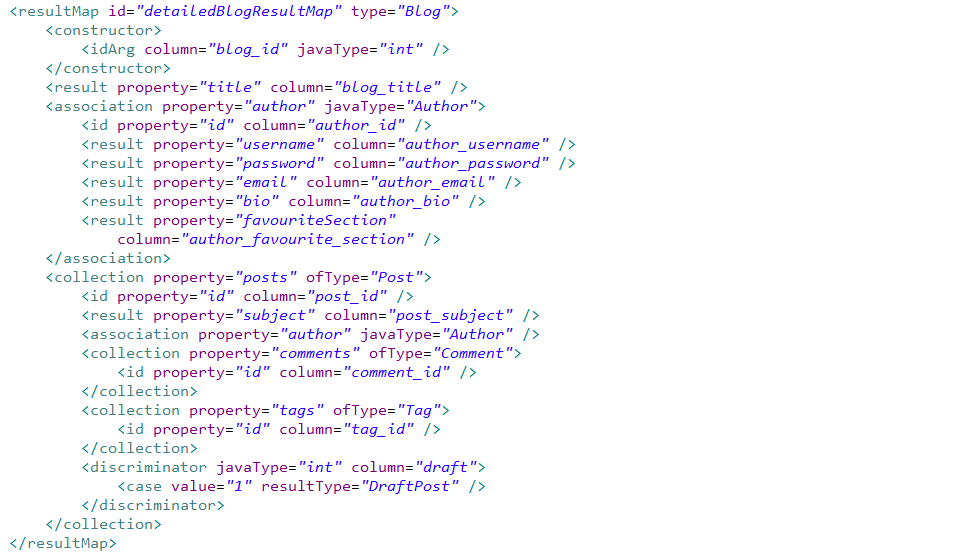 <resultMap id="detailedBlogResultMap" type="Blog">
    <constructor>
        <idArg column="blog_id" javaType="int" />
    </constructor>
    <result property="title" column="blog_title" />
    <association property="author" javaType="Author">
        <id property="id" column="author_id" />
        <result property="username" column="author_username" />
        <result property="password" column="author_password" />
        <result property="email" column="author_email" />
        <result property="bio" column="author_bio" />
        <result property="favouriteSection"
            column="author_favourite_section" />
    </association>
    <collection property="posts" ofType="Post">
        <id property="id" column="post_id" />
        <result property="subject" column="post_subject" />
        <association property="author" javaType="Author" />
        <collection property="comments" ofType="Comment">
            <id property="id" column="comment_id" />
        </collection>
        <collection property="tags" ofType="Tag">
            <id property="id" column="tag_id" />
        </collection>
        <discriminator javaType="int" column="draft">
            <case value="1" resultType="DraftPost" />
        </discriminator>
    </collection>
</resultMap>